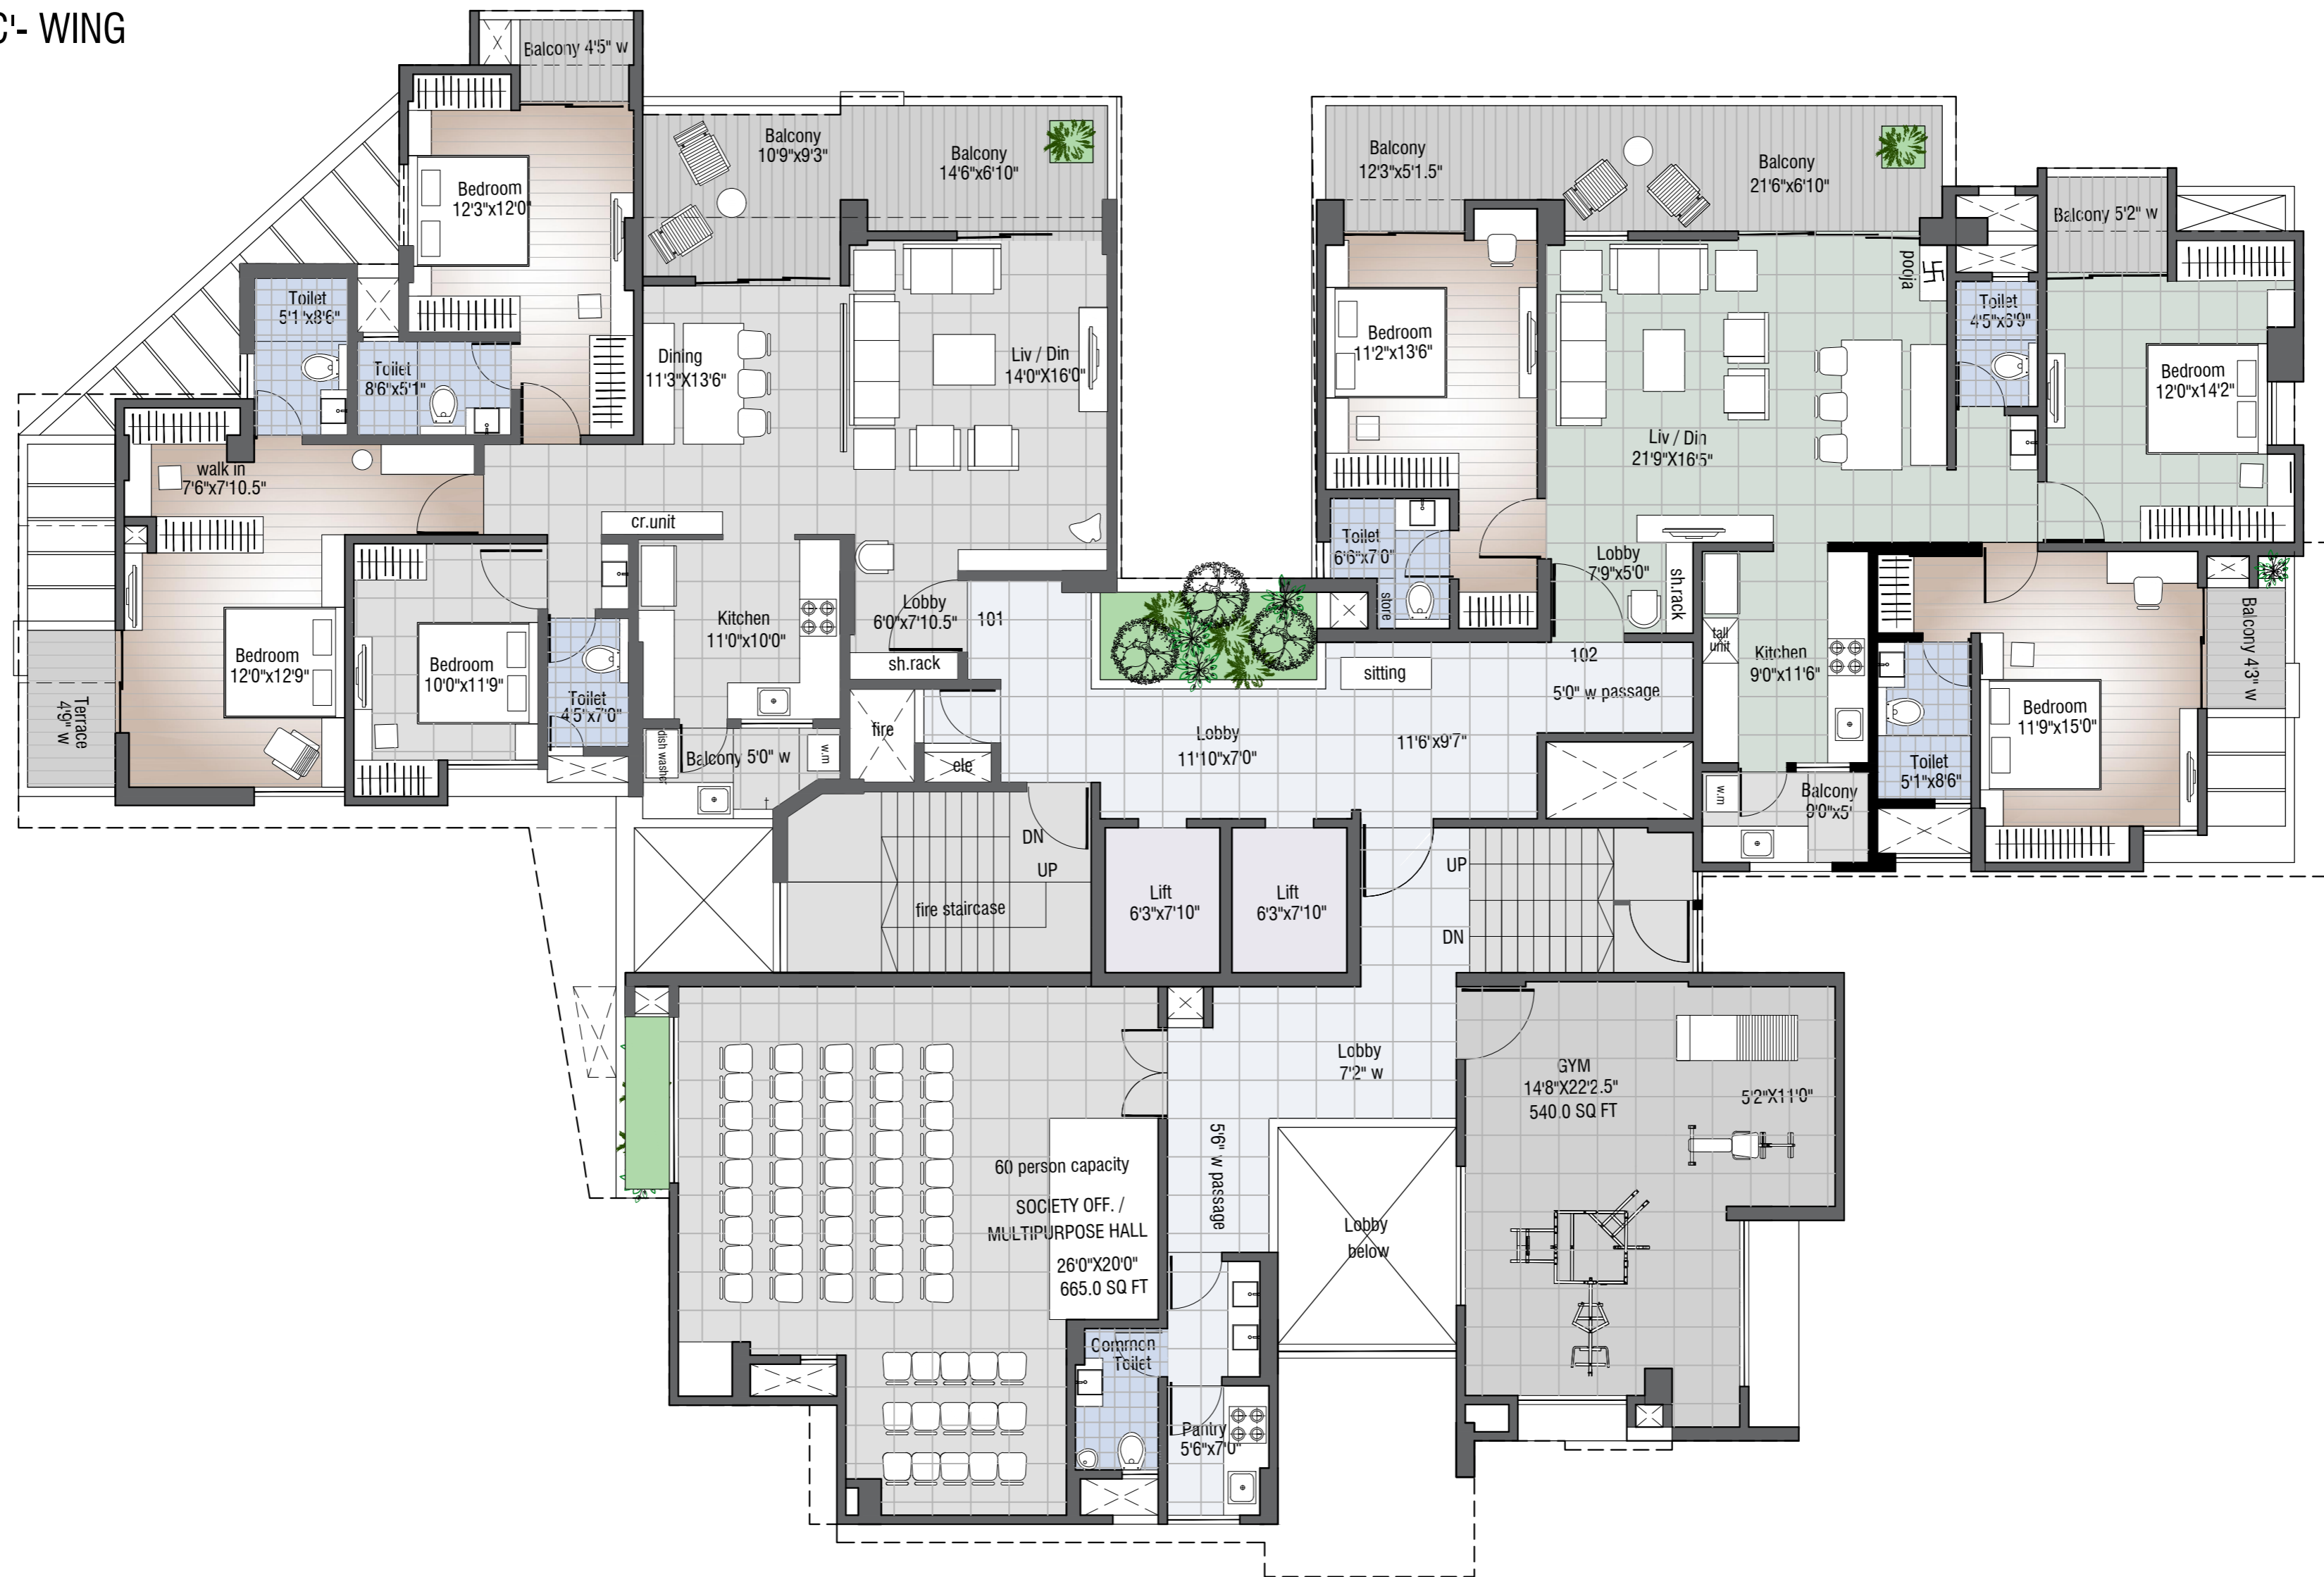 C'- WING
Balcony 4'5" w
Balcony
10'9"x9'3"
Balcony
14'6"x6'10"
Bedroom
12'3"x12'0"
Toilet
5'1"x8'6"
Toilet
8'6"x5'1"
Dining
11'3"X13'6"
Liv / Din
14'0"X16'0"
walk in
7'6"x7'10.5"
cr.unit
Bedroom
12'0"x12'9"
Bedroom
10'0"x11'9"
Terrace
4'9" w
Toilet
4'5"x7'0"
Kitchen
11'0"x10'0"
Lobby
6'0"x7'10.5"
101
sh.rack
dish washer
Balcony 5'0" w
w.m
fire
ele
Balcony
12'3"x5'1.5"
Balcony
21'6"x6'10"
pooja
Balcony 5'2" w
Bedroom
11'2"x13'6"
Toilet
4'5"x6'9"
Bedroom
12'0"x14'2"
Liv / Din
21'9"X16'5"
Toilet
6'6"x7'0"
store
Lobby
7'9"x5'0"
sh.rack
102
sitting
5'0" w passage
tall
unit
Kitchen
9'0"x11'6"
Balcony 4'3" w
Bedroom
11'9"x15'0"
Toilet
5'1"x8'6"
w.m
Balcony
9'0"x5'
Lobby
11'10"x7'0"
11'6"x9'7"
DN
UP
fire staircase
Lift
6'3"x7'10"
Lift
6'3"x7'10"
UP
DN
Lobby
7'2" w
GYM
14'8"X22'2.5"
540.0 SQ FT
5'2"X11'0"
5'6" w passage
60 person capacity
SOCIETY OFF. /
MULTIPURPOSE HALL
26'0"X20'0"
665.0 SQ FT
Lobby
below
Common
Toilet
Pantry
5'6"x7'0"